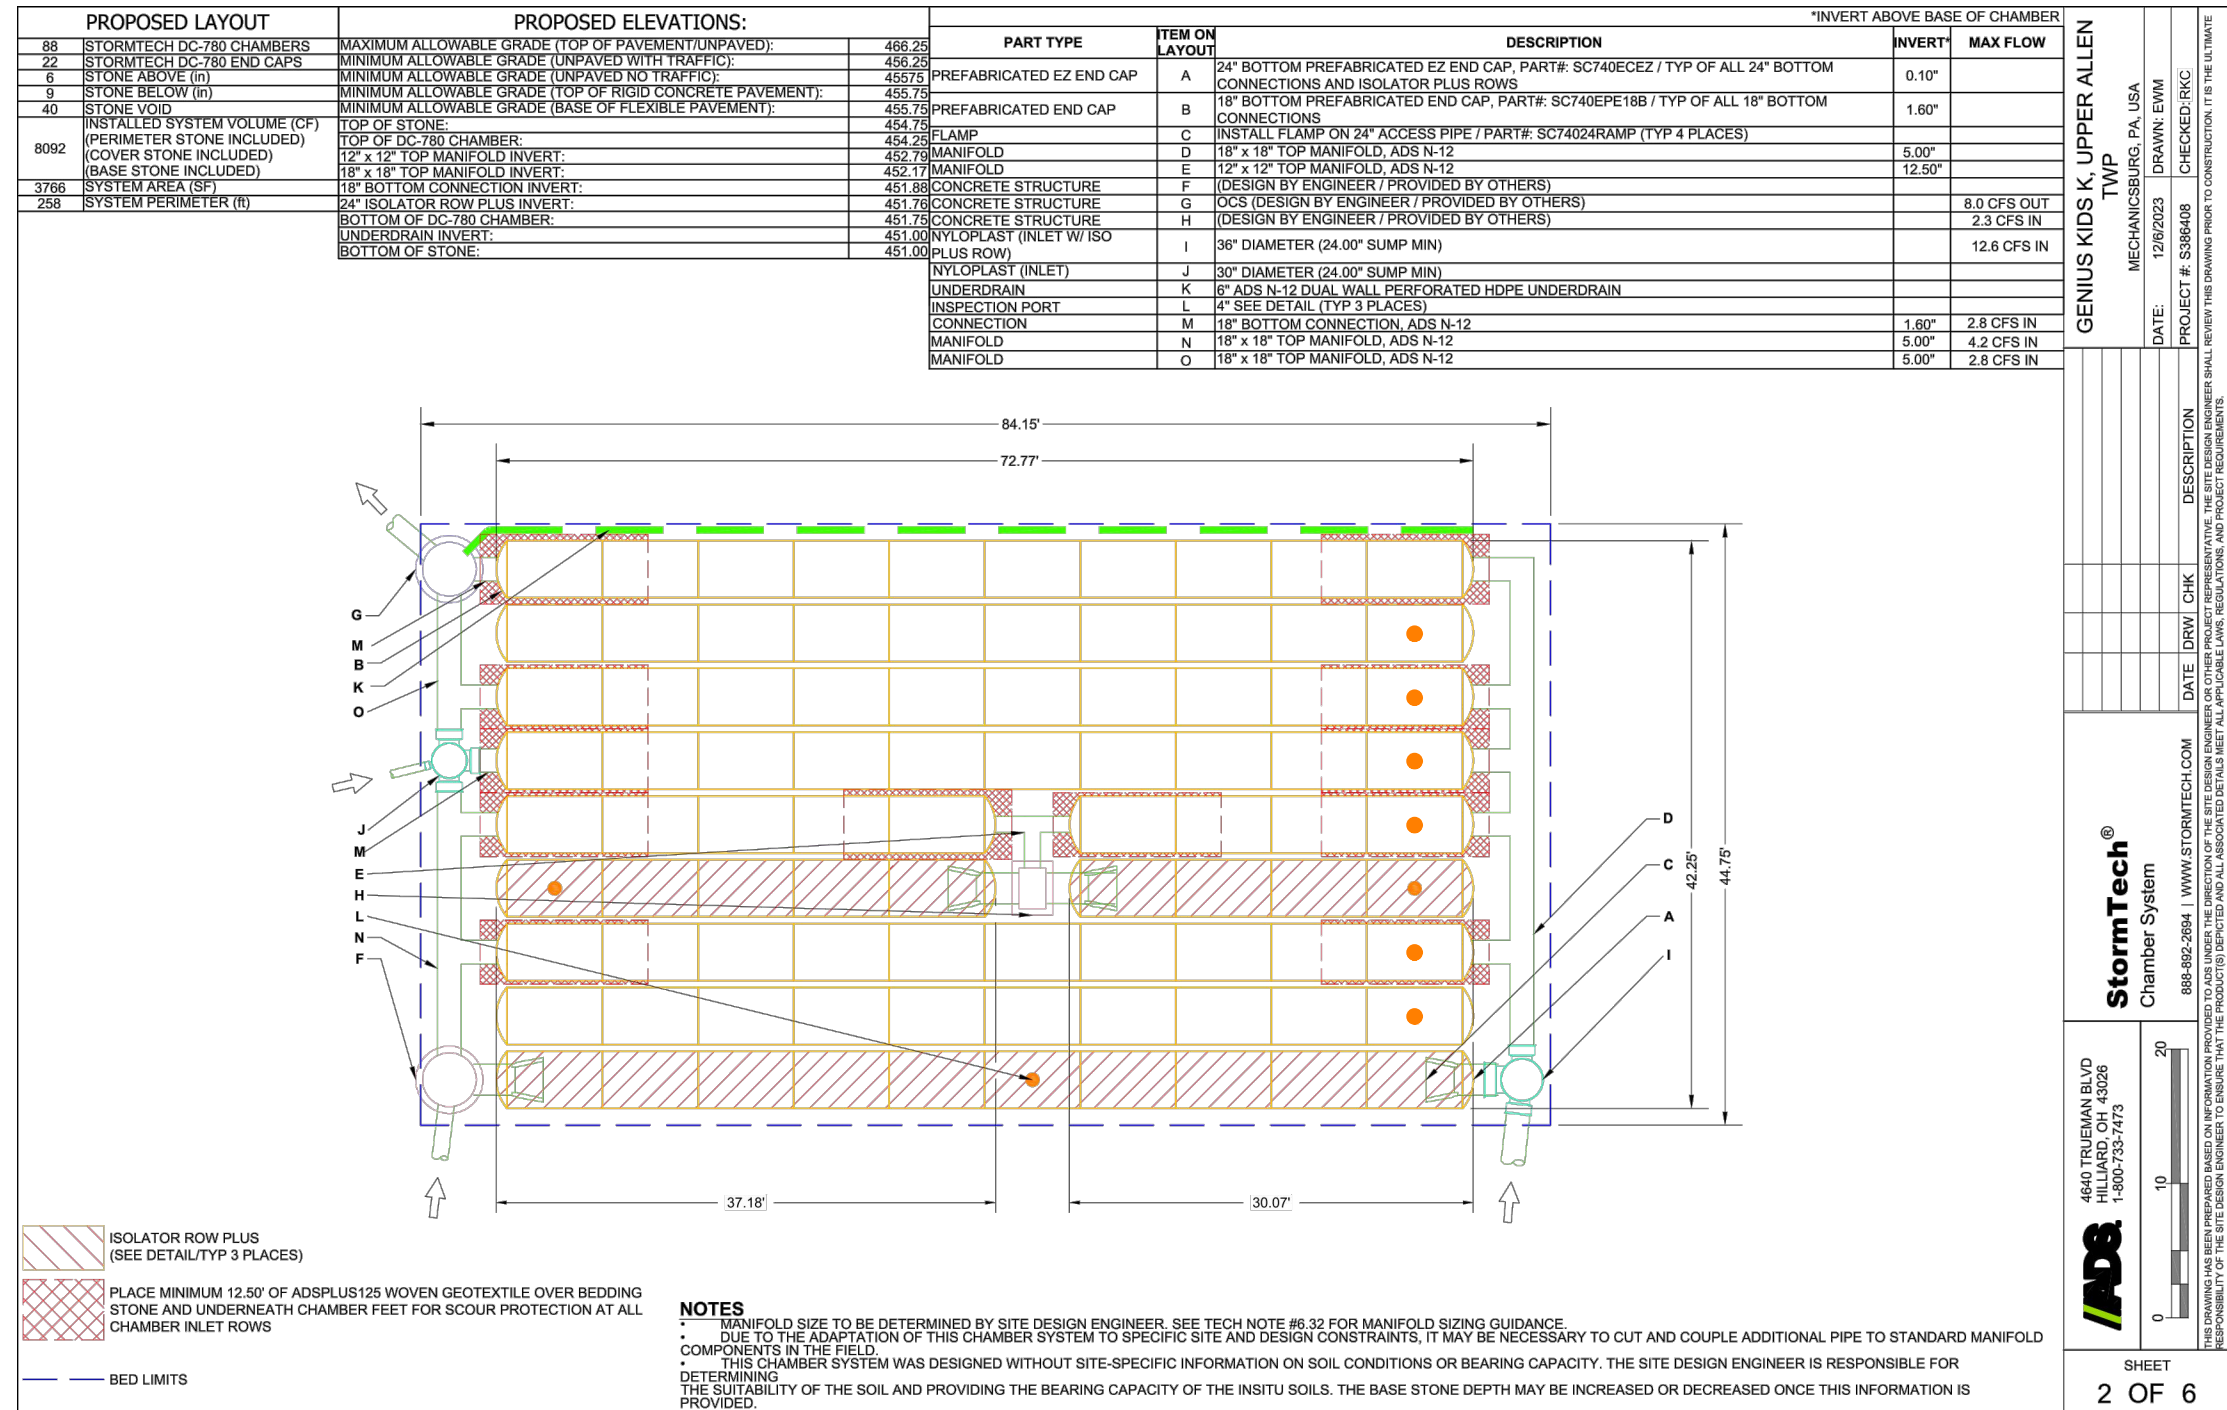 PROPOSED LAYOUT
88 STORMTECH DC-780 CHAMBERS
22 STORMTECH DC-780 END CAPS
6 STONE ABOVE (in)
9 STONE BELOW (in)
40 STONE VOID
8092 INSTALLED SYSTEM VOLUME (CF)
(PERIMETER STONE INCLUDED)
(COVER STONE INCLUDED)
(BASE STONE INCLUDED)
3766 SYSTEM AREA (SF)
258 SYSTEM PERIMETER (ft)
PROPOSED ELEVATIONS:
MAXIMUM ALLOWABLE GRADE (TOP OF PAVEMENT/UNPAVED): 466.25
MINIMUM ALLOWABLE GRADE (UNPAVED WITH TRAFFIC): 456.25
MINIMUM ALLOWABLE GRADE (UNPAVED NO TRAFFIC): 45575
MINIMUM ALLOWABLE GRADE (TOP OF RIGID CONCRETE PAVEMENT): 455.75
MINIMUM ALLOWABLE GRADE (BASE OF FLEXIBLE PAVEMENT): 455.75
TOP OF STONE: 454.75
TOP OF DC-780 CHAMBER: 454.25
12" x 12" TOP MANIFOLD INVERT: 452.79
18" x 18" TOP MANIFOLD INVERT: 452.17
18" BOTTOM CONNECTION INVERT: 451.88
24" ISOLATOR ROW PLUS INVERT: 451.76
BOTTOM OF DC-780 CHAMBER: 451.75
UNDERDRAIN INVERT: 451.00
BOTTOM OF STONE: 451.00
*INVERT ABOVE BASE OF CHAMBER
PART TYPE ITEM ON LAYOUT DESCRIPTION INVERT* MAX FLOW
PREFABRICATED EZ END CAP A 24" BOTTOM PREFABRICATED EZ END CAP, PART#: SC740ECEZ / TYP OF ALL 24" BOTTOM
CONNECTIONS AND ISOLATOR PLUS ROWS 0.10"
PREFABRICATED END CAP B 18" BOTTOM PREFABRICATED END CAP, PART#: SC740EPE18B / TYP OF ALL 18" BOTTOM
CONNECTIONS 1.60"
FLAMP C INSTALL FLAMP ON 24" ACCESS PIPE / PART#: SC74024RAMP (TYP 4 PLACES)
MANIFOLD D 18" x 18" TOP MANIFOLD, ADS N-12 5.00"
MANIFOLD E 12" x 12" TOP MANIFOLD, ADS N-12 12.50"
CONCRETE STRUCTURE F (DESIGN BY ENGINEER / PROVIDED BY OTHERS)
CONCRETE STRUCTURE G OCS (DESIGN BY ENGINEER / PROVIDED BY OTHERS) 8.0 CFS OUT
CONCRETE STRUCTURE H (DESIGN BY ENGINEER / PROVIDED BY OTHERS) 2.3 CFS IN
NYLOPLAST (INLET W/ ISO
PLUS ROW) I 36" DIAMETER (24.00" SUMP MIN) 12.6 CFS IN
NYLOPLAST (INLET) J 30" DIAMETER (24.00" SUMP MIN)
UNDERDRAIN K 6" ADS N-12 DUAL WALL PERFORATED HDPE UNDERDRAIN
INSPECTION PORT L 4" SEE DETAIL (TYP 3 PLACES)
CONNECTION M 18" BOTTOM CONNECTION, ADS N-12 1.60" 2.8 CFS IN
MANIFOLD N 18" x 18" TOP MANIFOLD, ADS N-12 5.00" 4.2 CFS IN
MANIFOLD O 18" x 18" TOP MANIFOLD, ADS N-12 5.00" 2.8 CFS IN
84.15'
72.77'
G
M
B
K
O
J
M
E
H
L
N
F
D
C
A
I
42.25'
44.75'
37.18'
30.07'
ISOLATOR ROW PLUS
(SEE DETAIL/TYP 3 PLACES)
PLACE MINIMUM 12.50' OF ADSPLUS125 WOVEN GEOTEXTILE OVER BEDDING
STONE AND UNDERNEATH CHAMBER FEET FOR SCOUR PROTECTION AT ALL
CHAMBER INLET ROWS
BED LIMITS
NOTES
• MANIFOLD SIZE TO BE DETERMINED BY SITE DESIGN ENGINEER. SEE TECH NOTE #6.32 FOR MANIFOLD SIZING GUIDANCE.
• DUE TO THE ADAPTATION OF THIS CHAMBER SYSTEM TO SPECIFIC SITE AND DESIGN CONSTRAINTS, IT MAY BE NECESSARY TO CUT AND COUPLE ADDITIONAL PIPE TO STANDARD MANIFOLD
COMPONENTS IN THE FIELD.
• THIS CHAMBER SYSTEM WAS DESIGNED WITHOUT SITE-SPECIFIC INFORMATION ON SOIL CONDITIONS OR BEARING CAPACITY. THE SITE DESIGN ENGINEER IS RESPONSIBLE FOR
DETERMINING
THE SUITABILITY OF THE SOIL AND PROVIDING THE BEARING CAPACITY OF THE INSITU SOILS. THE BASE STONE DEPTH MAY BE INCREASED OR DECREASED ONCE THIS INFORMATION IS
PROVIDED.
GENIUS KIDS K, UPPER ALLEN
TWP
MECHANICSBURG, PA, USA
DATE: 12/6/2023 DRAWN: EWM
PROJECT #: S386408 CHECKED: RKC
DATE DRW CHK DESCRIPTION
StormTech®
Chamber System
888-892-2694 | WWW.STORMTECH.COM
4640 TRUEMAN BLVD
HILLIARD, OH 43026
1-800-733-7473
ADS.
0 10 20
THIS DRAWING HAS BEEN PREPARED BASED ON INFORMATION PROVIDED TO ADS UNDER THE DIRECTION OF THE SITE DESIGN ENGINEER OR OTHER PROJECT REPRESENTATIVE. THE SITE DESIGN ENGINEER SHALL REVIEW THIS DRAWING PRIOR TO CONSTRUCTION. IT IS THE ULTIMATE
RESPONSIBILITY OF THE SITE DESIGN ENGINEER TO ENSURE THAT THE PRODUCT(S) DEPICTED AND ALL ASSOCIATED DETAILS MEET ALL APPLICABLE LAWS, REGULATIONS, AND PROJECT REQUIREMENTS.
SHEET
2 OF 6